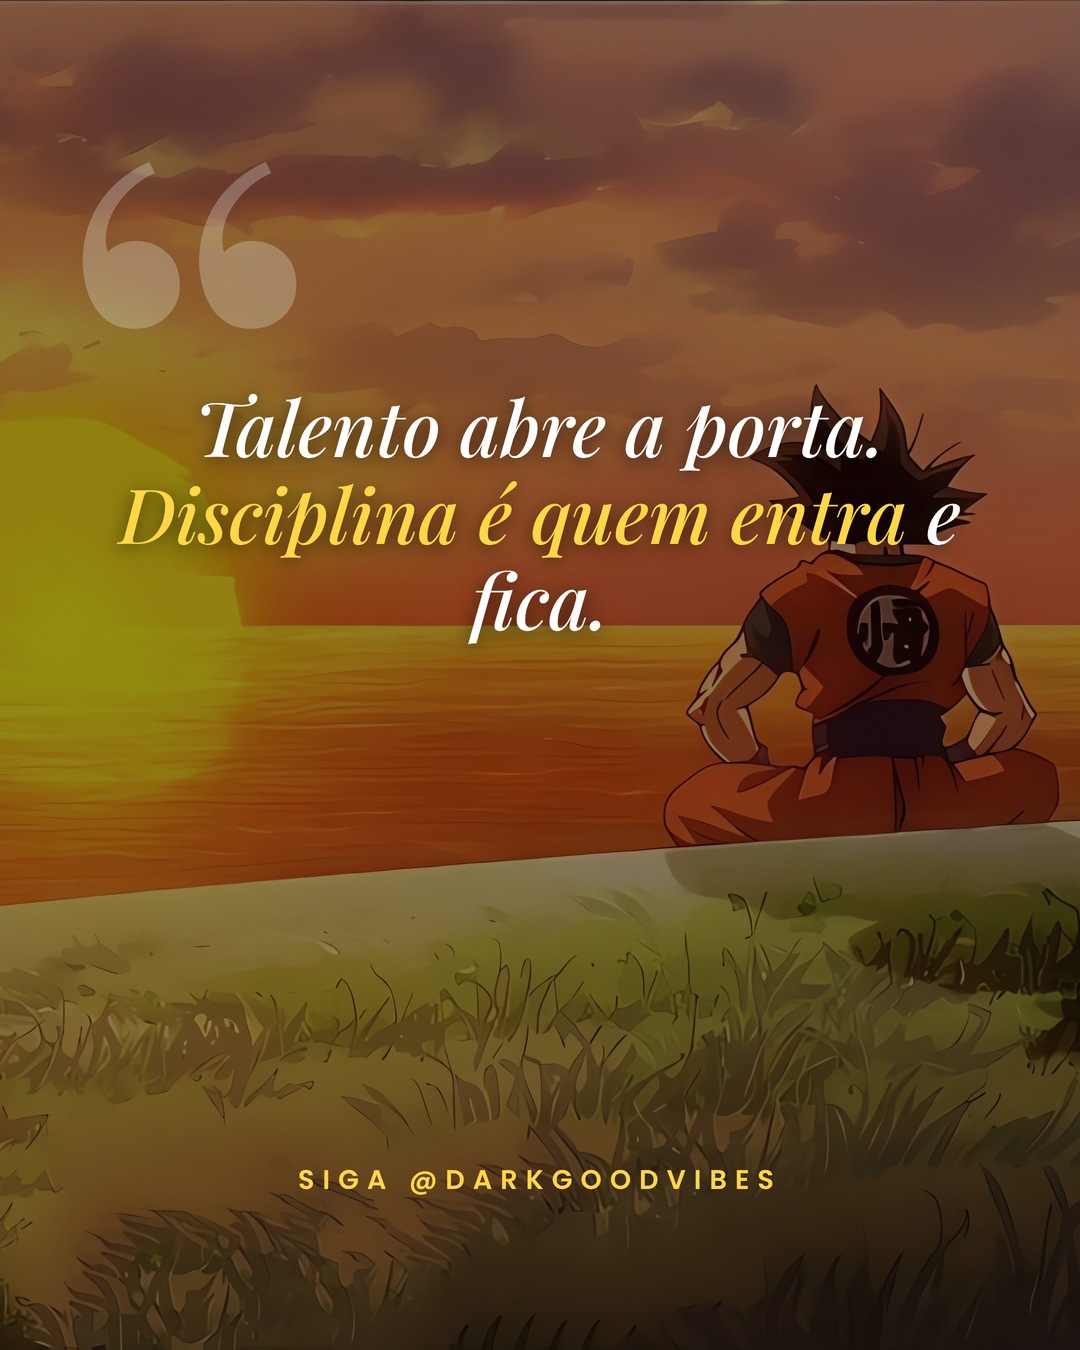 “
Talento abre a porta.
Disciplina é quem entra e
fica.
SIGA @DARKGOODVIBES